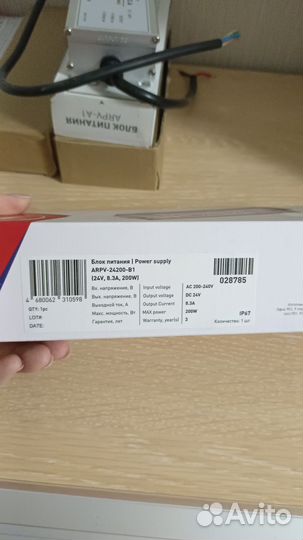 БЛОК ПИТАНИЯ
ARPV-A1
Блок питания | Power supply
ARPV-24200-B1
(24V, 8.3A, 200W)
028785
Вх. напряжение, В Input voltage AC 200-240V
Вых. напряжение, В Output voltage DC 24V
Выходной ток, А Output Current 8.3A
Макс. мощность, Вт MAX power 200W
Гарантия, лет Warranty, year(s) 3
4 680062 310598
QTY: 1pc
LOT#:
DATE:
IP67
Количество: 1 шт
Avito